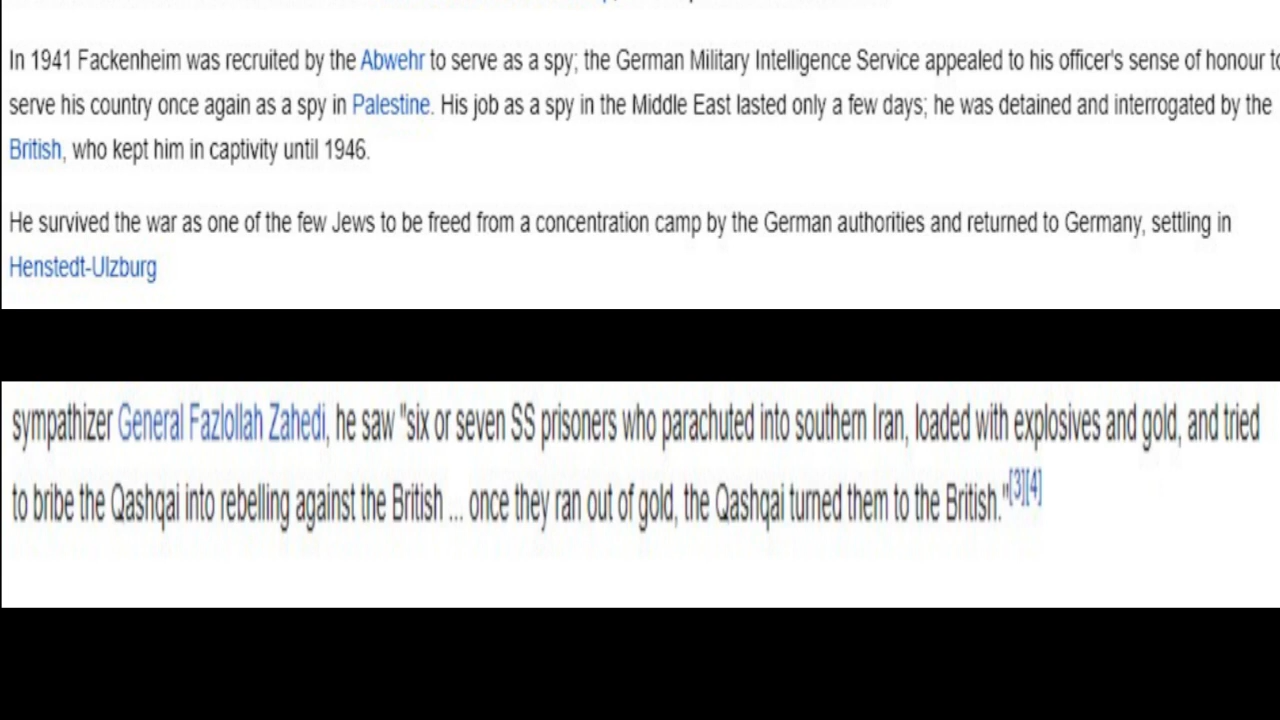 In 1941 Fackenheim was recruited by the Abwehr to serve as a spy; the German Military Intelligence Service appealed to his officer's sense of honour to
serve his country once again as a spy in Palestine. His job as a spy in the Middle East lasted only a few days; he was detained and interrogated by the
British, who kept him in captivity until 1946.
He survived the war as one of the few Jews to be freed from a concentration camp by the German authorities and returned to Germany, settling in
Henstedt-Ulzburg
sympathizer General Fazlollah Zahedi, he saw "six or seven SS prisoners who parachuted into southern Iran, loaded with explosives and gold, and tried
to bribe the Qashqai into rebelling against the British ... once they ran out of gold, the Qashqai turned them to the British."[3][4]